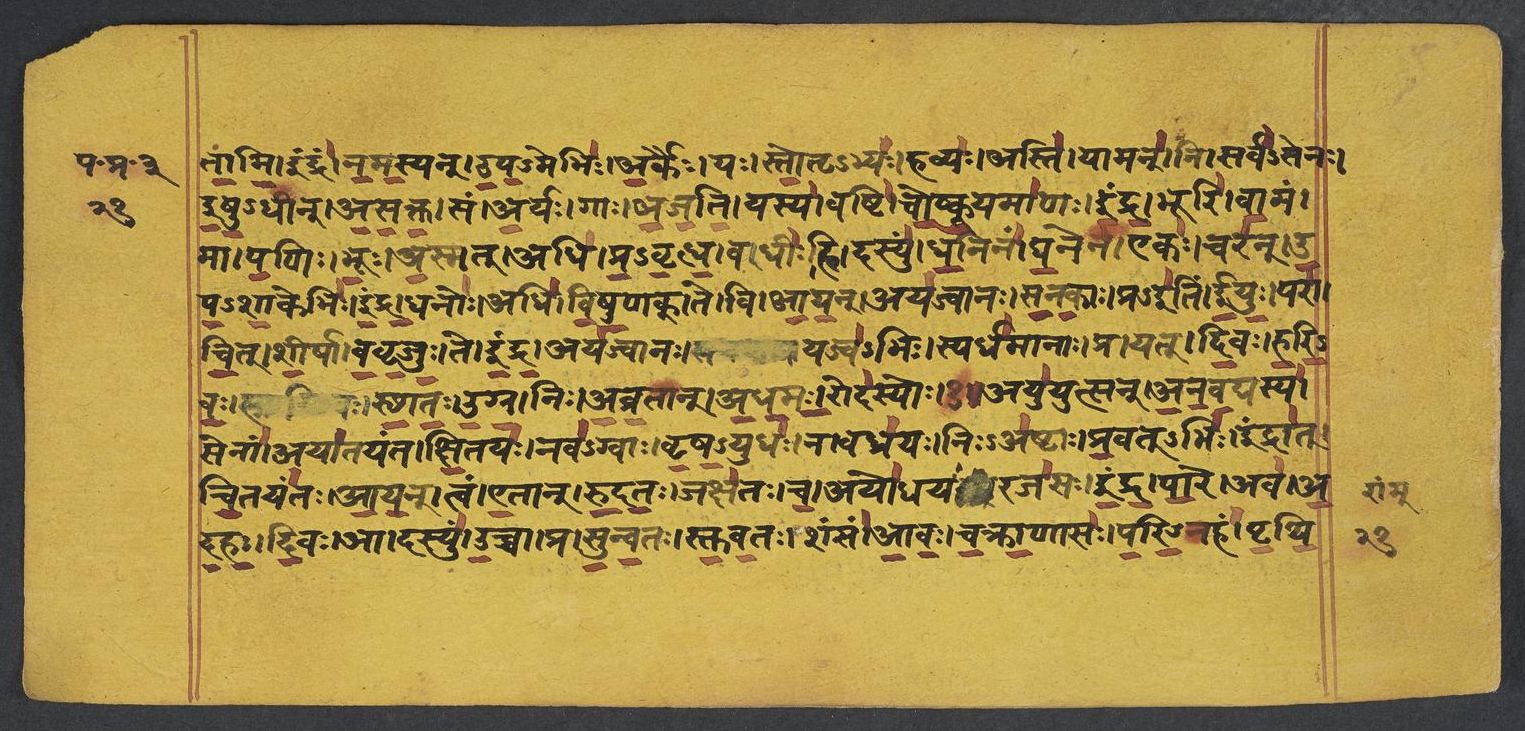 प॰म॰ ३
२१
तामि।इंद्रं।नमस्यन्।उपऽमेभिः।अर्कैः।यः।स्तोतृऽभ्यः।हव्यः।अस्ति।यामन्।नि।सर्वऽसेनः।
इषुऽधीन्।असक्त।सं।अर्यः।गाः।अजति।यस्य।वष्टि।चोष्कूयमाणः।इंद्र।भूरि।वामं।
मा।पणिः।भूः।अस्मत्।अधि।प्रऽवृध।वधीः।हि।दस्युं।धनिनं।घनेन।एकः।चरन्।उ
पऽशाकेभिः।इंद्र।धनोः।अधि।विषुणक्।ते।वि।आयन्।अयज्वानः।सनकाः।प्रऽइतिं।ईयुः।परा।
चित्।शीर्षा।ववृजुः।ते।इंद्र।अयज्वानः।यज्वऽभिः।स्पर्धमानाः।प्र।यत्।दिवः।हरिऽ
वः।स्थातः।उग्र।निः।अव्रतान्।अधमः।रोदस्योः।१॥अयुयुत्सन्।अनवद्यस्य।
सेनां।अयातयंत।क्षितयः।नवऽग्वाः।वृषऽयुधः।न।वध्रयः।निःऽअष्टाः।प्रवत्ऽभिः।इंद्रात्।
चितयंतः।आयन्।त्वं।एतान्।रुदतः।जक्षतः।च।अयोधयः।रजसः।इंद्र।पारे।अव।अ
दहः।दिवः।आ।दस्युं।उच्चा।प्र।सुन्वतः।स्तुवतः।शंसं।आवः।चक्राणासः।परिऽनहं।पृथि
राम
२१